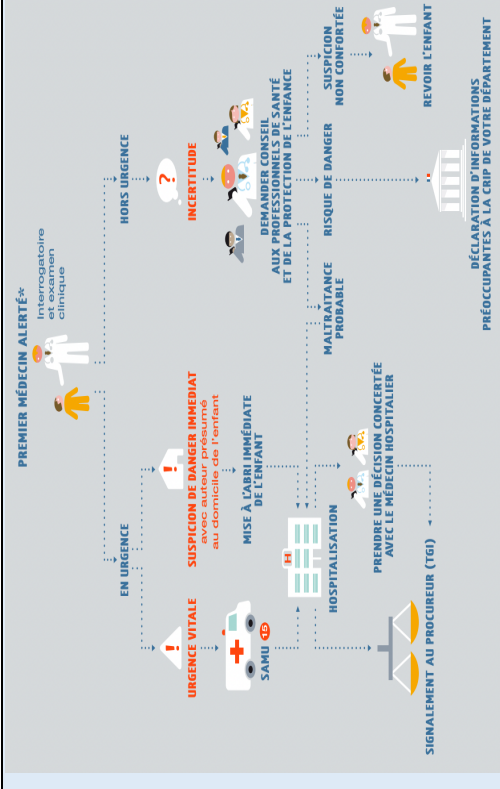 PREMIER MÉDECIN ALERTÉ*
Interrogatoire
et examen
clinique
EN URGENCE
HORS URGENCE
URGENCE VITALE
SAMU 15
SUSPICION DE DANGER IMMEDIAT
avec auteur présumé
au domicile de l'enfant
MISE À L'ABRI IMMÉDIATE
DE L'ENFANT
?
INCERTITUDE
DEMANDER CONSEIL
AUX PROFESSIONNELS DE SANTÉ
ET DE LA PROTECTION DE L'ENFANCE
H
HOSPITALISATION
MALTRAITANCE
PROBABLE
RISQUE DE DANGER
SUSPICION
NON CONFORTÉE
PRENDRE UNE DÉCISION CONCERTÉE
AVEC LE MÉDECIN HOSPITALIER
REVOIR L'ENFANT
SIGNALEMENT AU PROCUREUR (TGI)
DÉCLARATION D'INFORMATIONS
PRÉOCCUPANTES À LA CRIP DE VOTRE DÉPARTEMENT